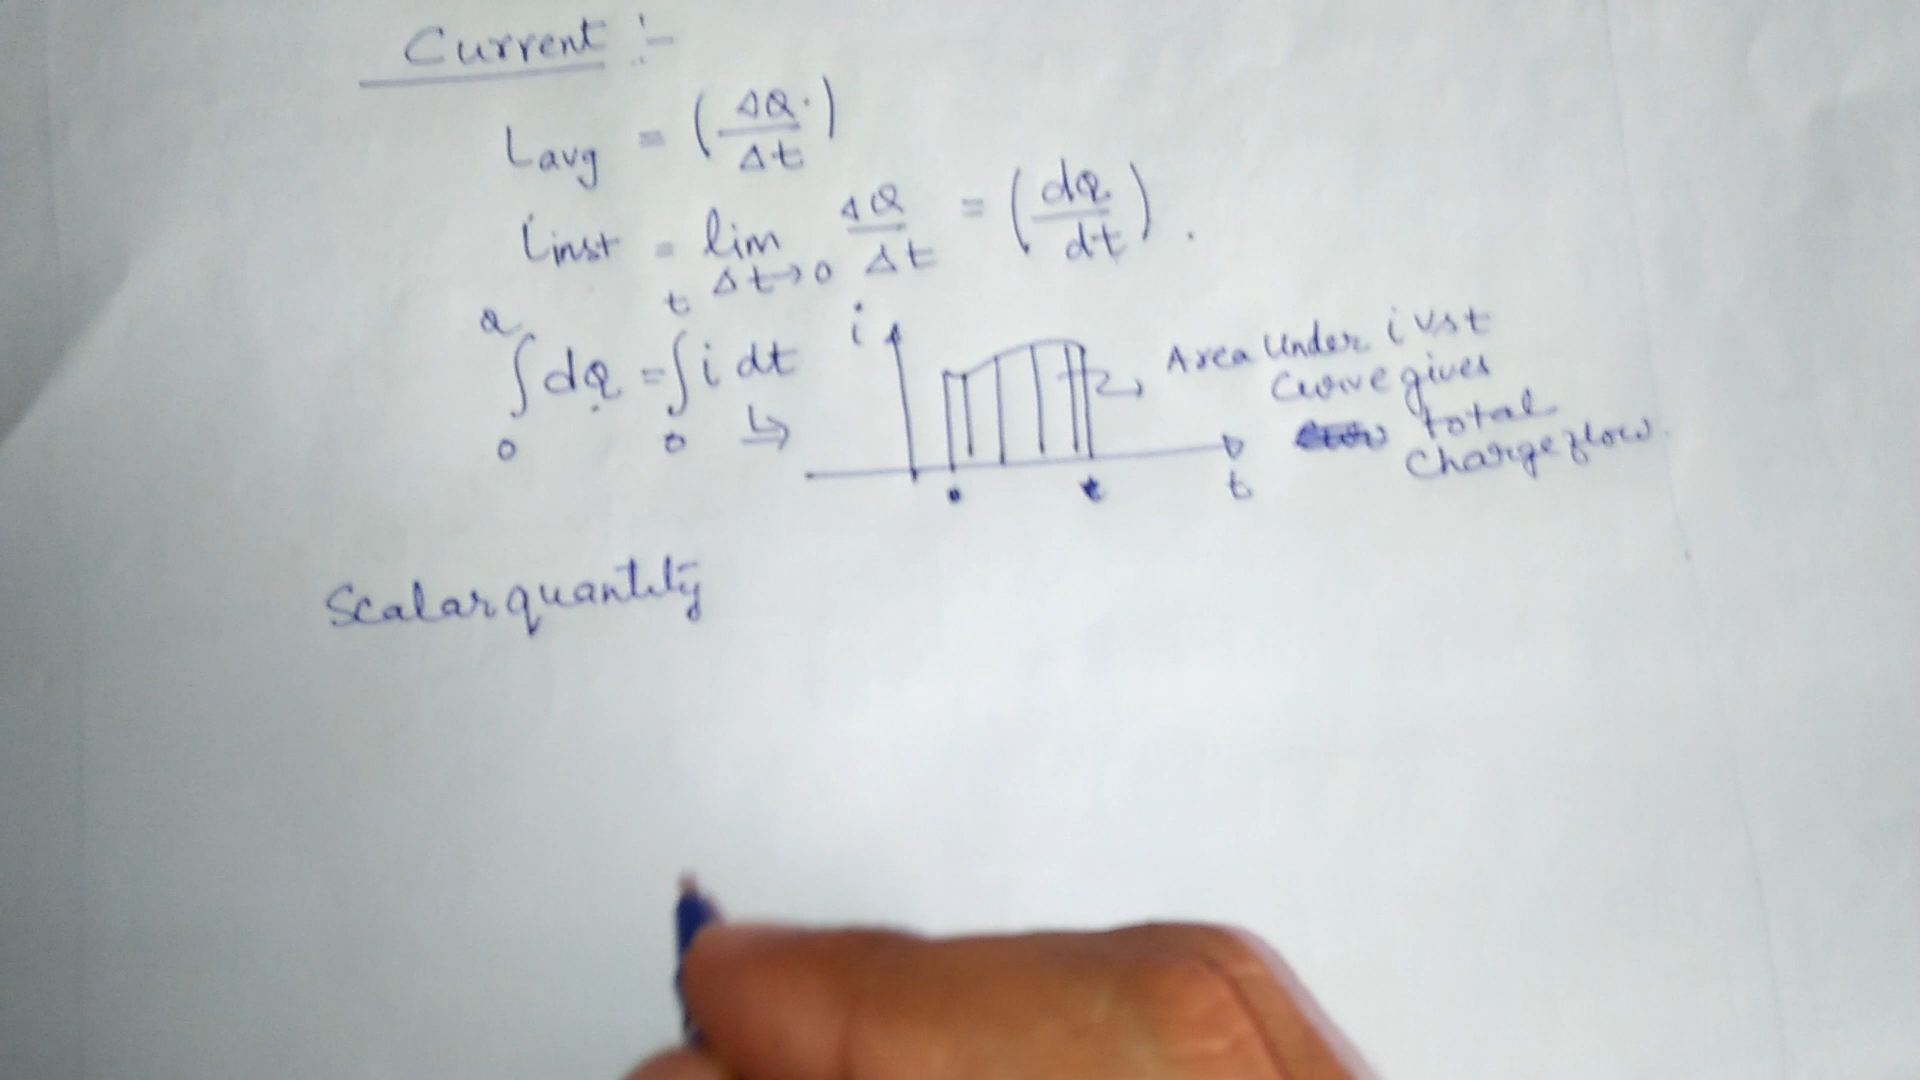 Current :-
iavg = (ΔQ/Δt)
iinst = lim Δt→0 ΔQ/Δt = (dQ/dt).
∫₀^Q dQ = ∫₀^t i dt
i
t
t
Area Under i vs t
Curve gives
total
Charge flow.
Scalar quantity